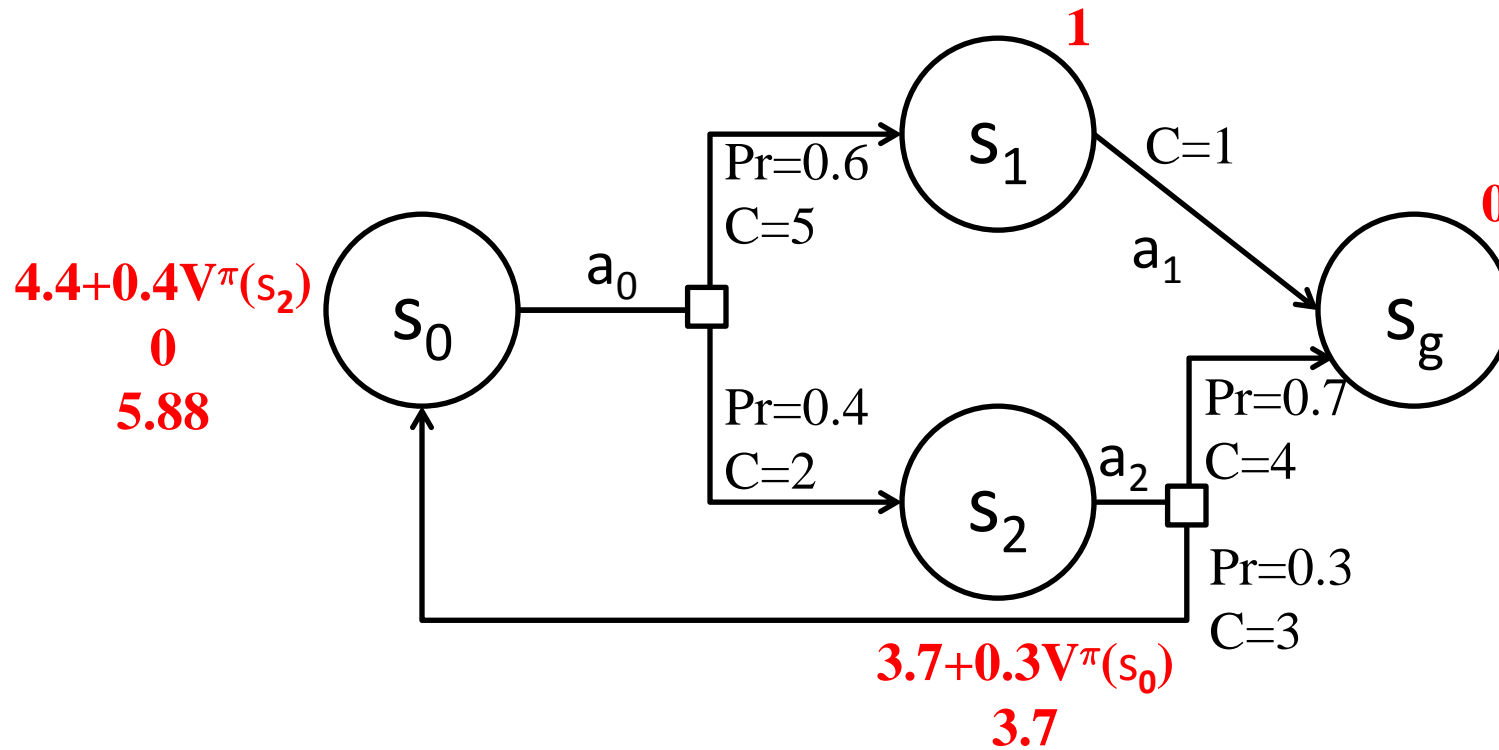 1
s1
C=1
Pr=0.6
C=5
a1
0
4.4+0.4Vπ(s2)
0
5.88
s0
a0
sg
Pr=0.4
C=2
s2
a2
Pr=0.7
C=4
Pr=0.3
C=3
3.7+0.3Vπ(s0)
3.7